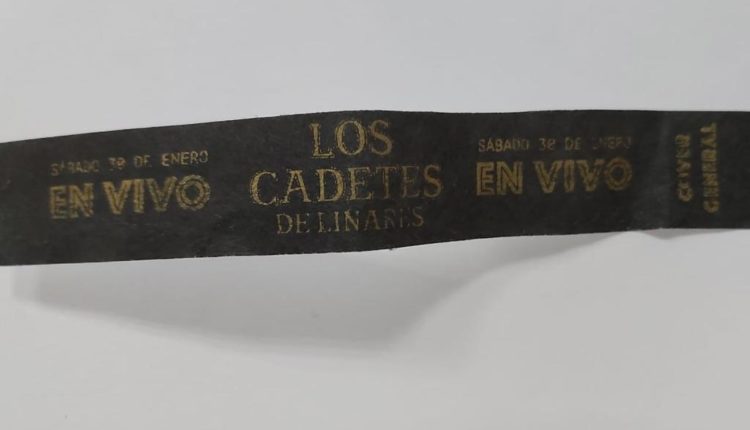 SÁBADO 30 DE ENERO
EN VIVO
LOS
CADETES
DE LINARES
SÁBADO 30 DE ENERO
EN VIVO
GENERAL